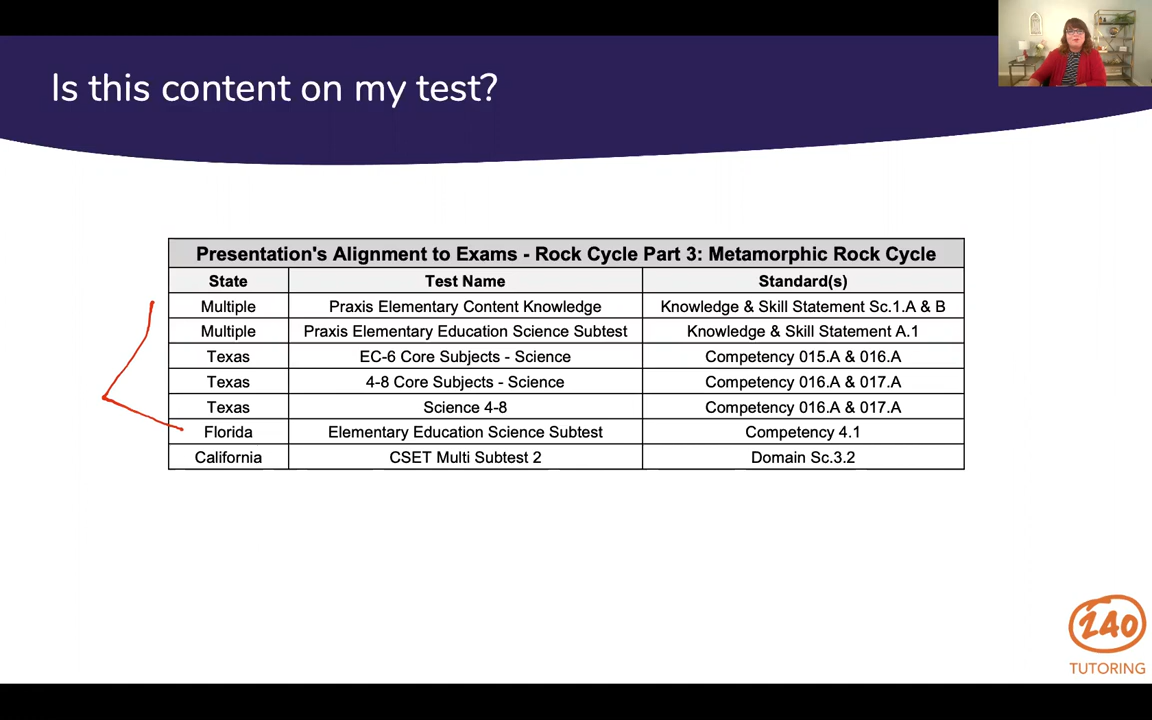 Is this content on my test?
Presentation's Alignment to Exams - Rock Cycle Part 3: Metamorphic Rock Cycle
State Test Name Standard(s)
Multiple Praxis Elementary Content Knowledge Knowledge & Skill Statement Sc.1.A & B
Multiple Praxis Elementary Education Science Subtest Knowledge & Skill Statement A.1
Texas EC-6 Core Subjects - Science Competency 015.A & 016.A
Texas 4-8 Core Subjects - Science Competency 016.A & 017.A
Texas Science 4-8 Competency 016.A & 017.A
Florida Elementary Education Science Subtest Competency 4.1
California CSET Multi Subtest 2 Domain Sc.3.2
240
TUTORING